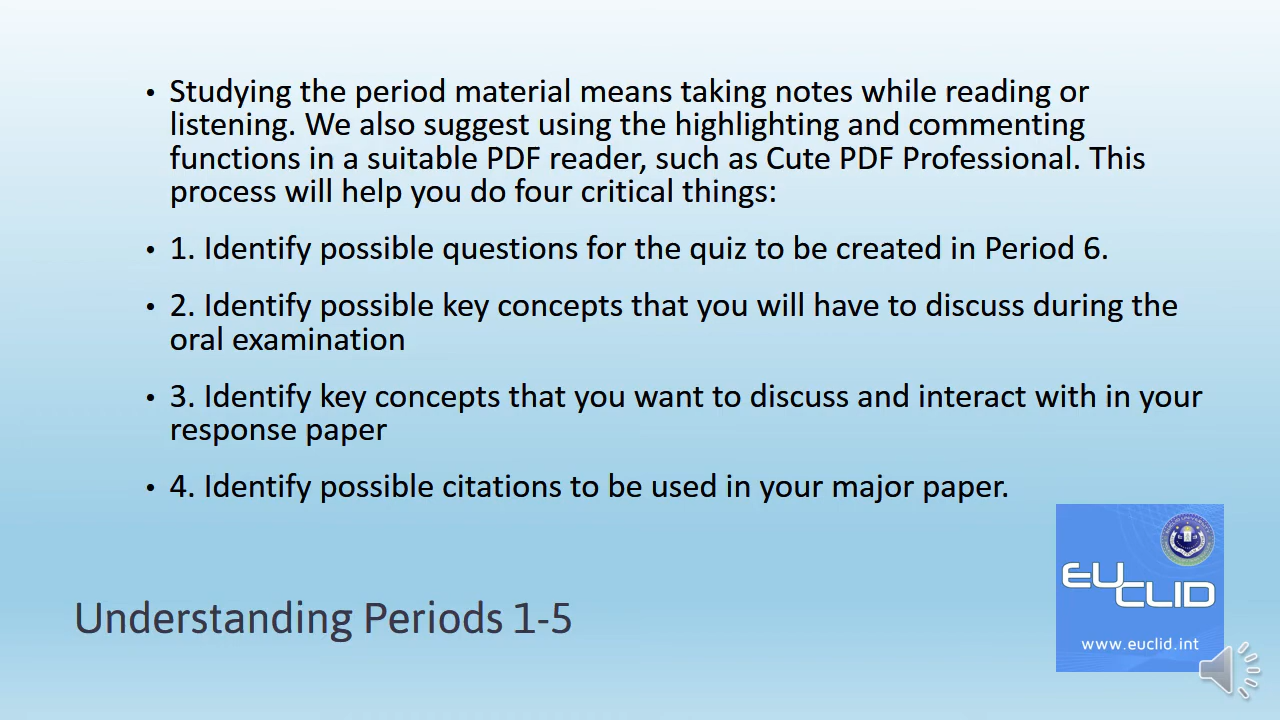 • Studying the period material means taking notes while reading or
listening. We also suggest using the highlighting and commenting
functions in a suitable PDF reader, such as Cute PDF Professional. This
process will help you do four critical things:
• 1. Identify possible questions for the quiz to be created in Period 6.
• 2. Identify possible key concepts that you will have to discuss during the
oral examination
• 3. Identify key concepts that you want to discuss and interact with in your
response paper
• 4. Identify possible citations to be used in your major paper.
Understanding Periods 1-5
EUCLID
www.euclid.int